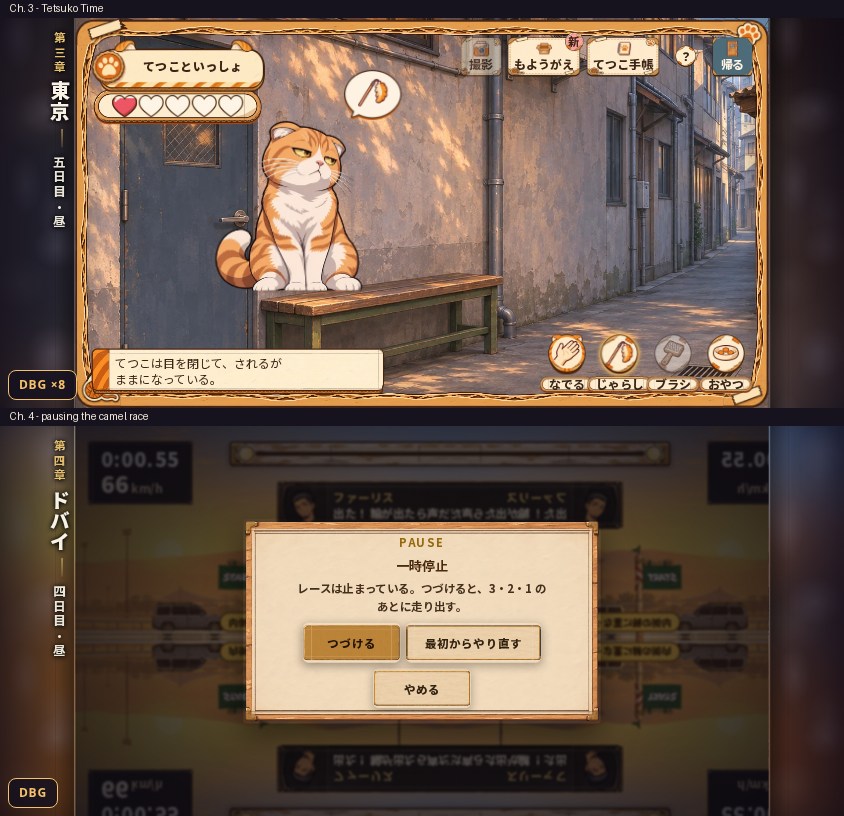 Ch. 3 - Tetsuko Time
第三章
東京
五日目・昼
てつこといっしょ
撮影
もようがえ
新
てつこ手帳
?
帰る
てつこは目を閉じて、されるが
ままになっている。
なでる
じゃらし
ブラシ
おやつ
DBG ×8
Ch. 4 - pausing the camel race
第四章
ドバイ
四日目・昼
0:00.55
66 km/h
ファーリス
PAUSE
一時停止
レースは止まっている。つづけると、3・2・1 の
あとに走り出す。
つづける
最初からやり直す
やめる
DBG